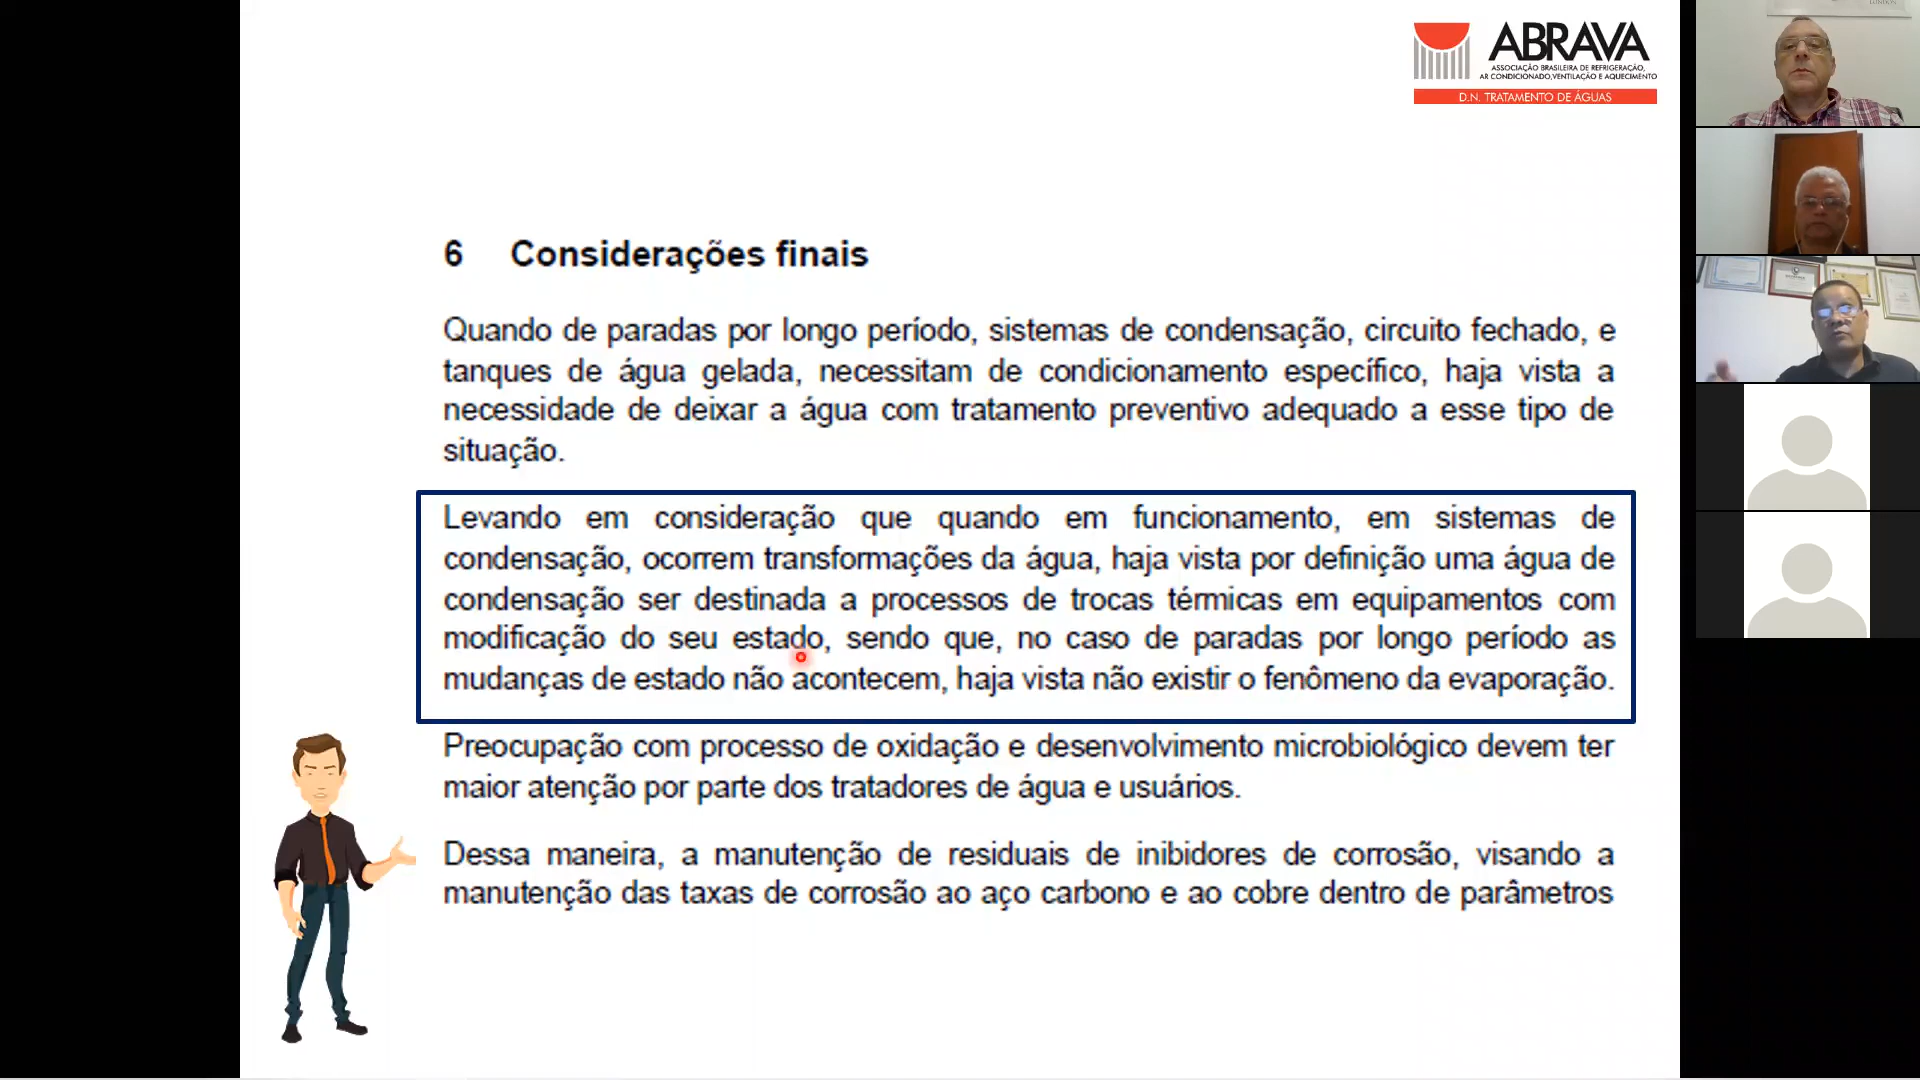 ABRAVA
ASSOCIAÇÃO BRASILEIRA DE REFRIGERAÇÃO,
AR CONDICIONADO,VENTILAÇÃO E AQUECIMENTO
D.N. TRATAMENTO DE ÁGUAS
6 Considerações finais
Quando de paradas por longo período, sistemas de condensação, circuito fechado, e
tanques de água gelada, necessitam de condicionamento específico, haja vista a
necessidade de deixar a água com tratamento preventivo adequado a esse tipo de
situação.
Levando em consideração que quando em funcionamento, em sistemas de
condensação, ocorrem transformações da água, haja vista por definição uma água de
condensação ser destinada a processos de trocas térmicas em equipamentos com
modificação do seu estado, sendo que, no caso de paradas por longo período as
mudanças de estado não acontecem, haja vista não existir o fenômeno da evaporação.
Preocupação com processo de oxidação e desenvolvimento microbiológico devem ter
maior atenção por parte dos tratadores de água e usuários.
Dessa maneira, a manutenção de residuais de inibidores de corrosão, visando a
manutenção das taxas de corrosão ao aço carbono e ao cobre dentro de parâmetros